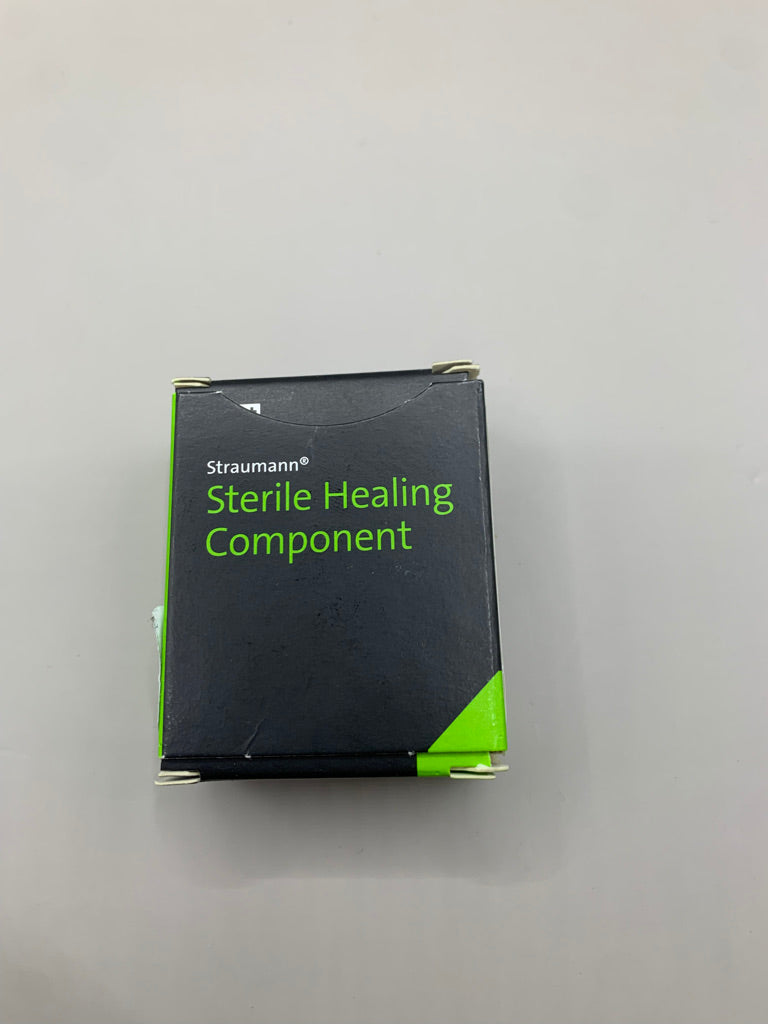 Straumann®
Sterile Healing
Component